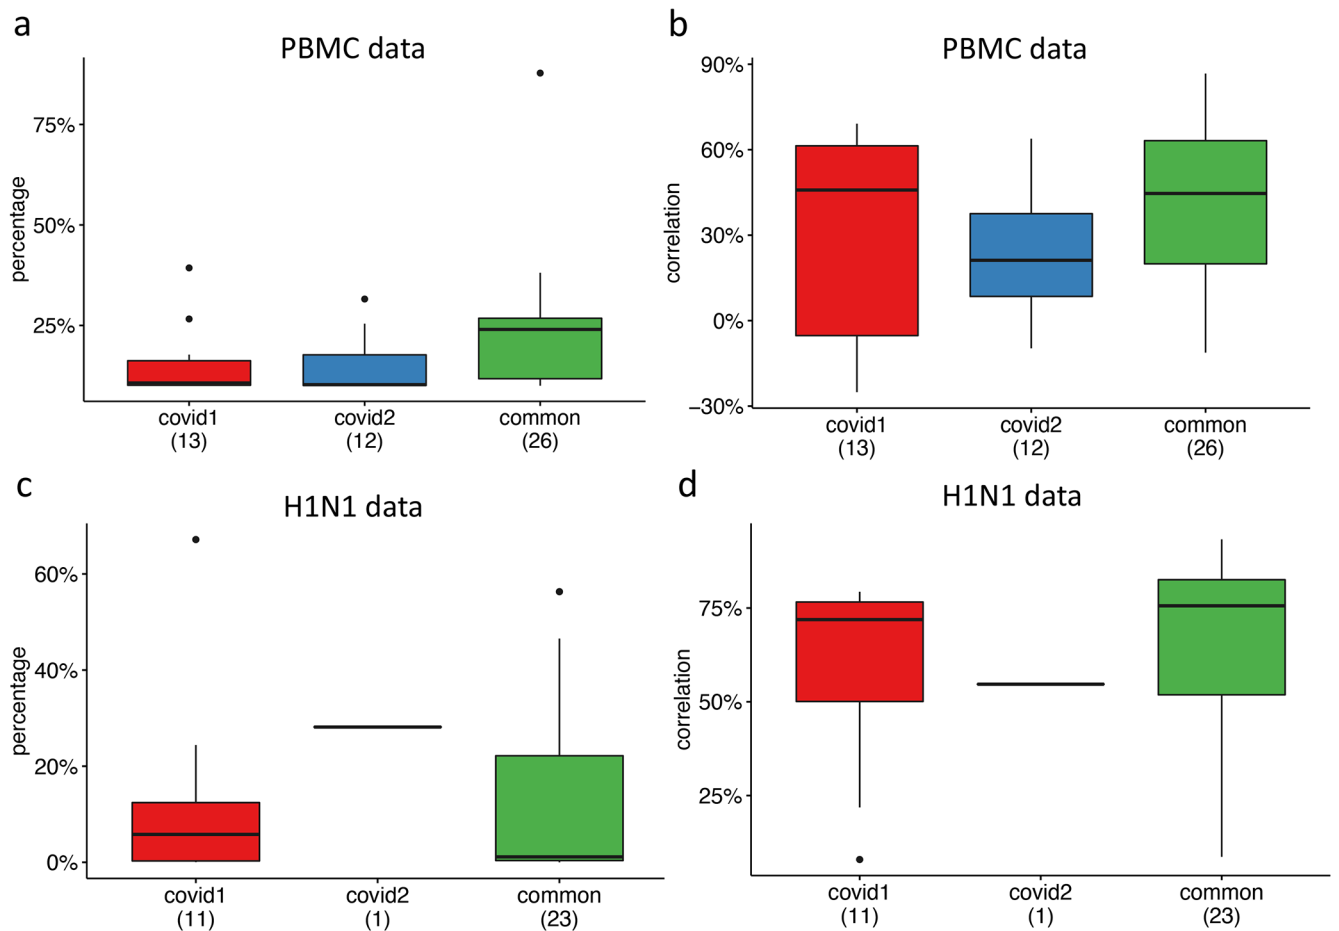 a
PBMC data
percentage
75%
50%
25%
covid1
(13)
covid2
(12)
common
(26)
b
PBMC data
correlation
90%
60%
30%
0%
−30%
covid1
(13)
covid2
(12)
common
(26)
c
H1N1 data
percentage
60%
40%
20%
0%
covid1
(11)
covid2
(1)
common
(23)
d
H1N1 data
correlation
75%
50%
25%
covid1
(11)
covid2
(1)
common
(23)